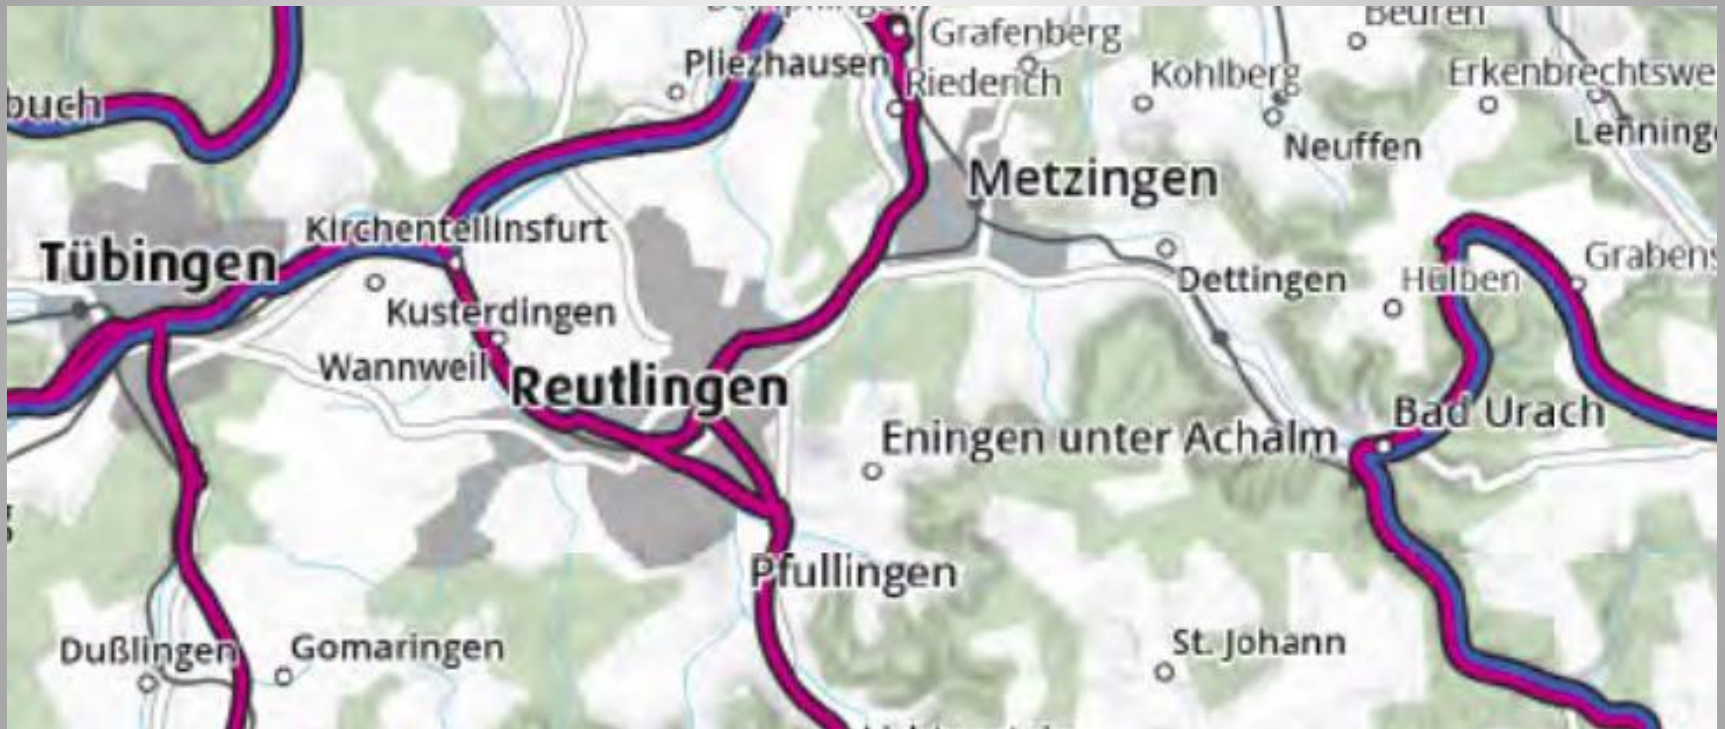 Grafenberg
Beuren
Pliezhausen
Riederich
Kohlberg
Erkenbrechtswe
buch
Neuffen
Lenninge
Metzingen
Kirchentellinsfurt
Tübingen
Grabens
Dettingen
Hülben
Kusterdingen
Wannweil
Reutlingen
Bad Urach
Eningen unter Achalm
Pfullingen
Dußlingen
Gomaringen
St. Johann